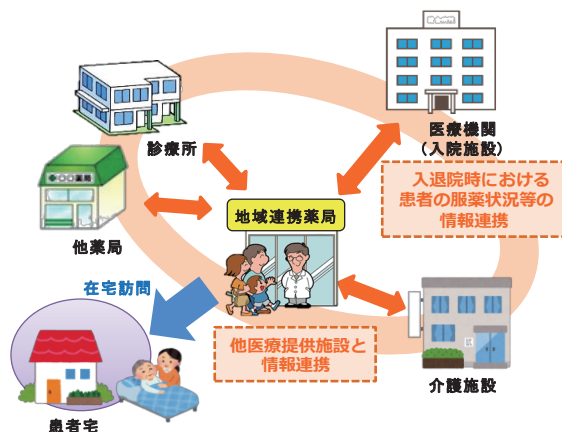 診療所
医療機関
(入院施設)
○○薬局
他薬局
地域連携薬局
入退院時における
患者の服薬状況等の
情報連携
在宅訪問
他医療提供施設と
情報連携
介護施設
患者宅